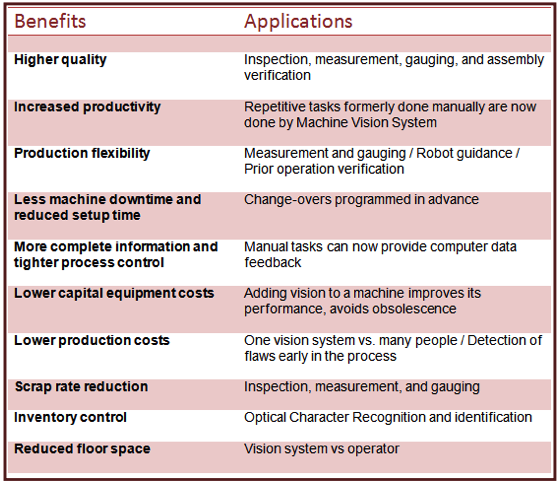 Benefits Applications
Higher quality Inspection, measurement, gauging, and assembly
verification
Increased productivity Repetitive tasks formerly done manually are now
done by Machine Vision System
Production flexibility Measurement and gauging / Robot guidance /
Prior operation verification
Less machine downtime and Change-overs programmed in advance
reduced setup time
More complete information and Manual tasks can now provide computer data
tighter process control feedback
Lower capital equipment costs Adding vision to a machine improves its
performance, avoids obsolescence
Lower production costs One vision system vs. many people / Detection of
flaws early in the process
Scrap rate reduction Inspection, measurement, and gauging
Inventory control Optical Character Recognition and identification
Reduced floor space Vision system vs operator